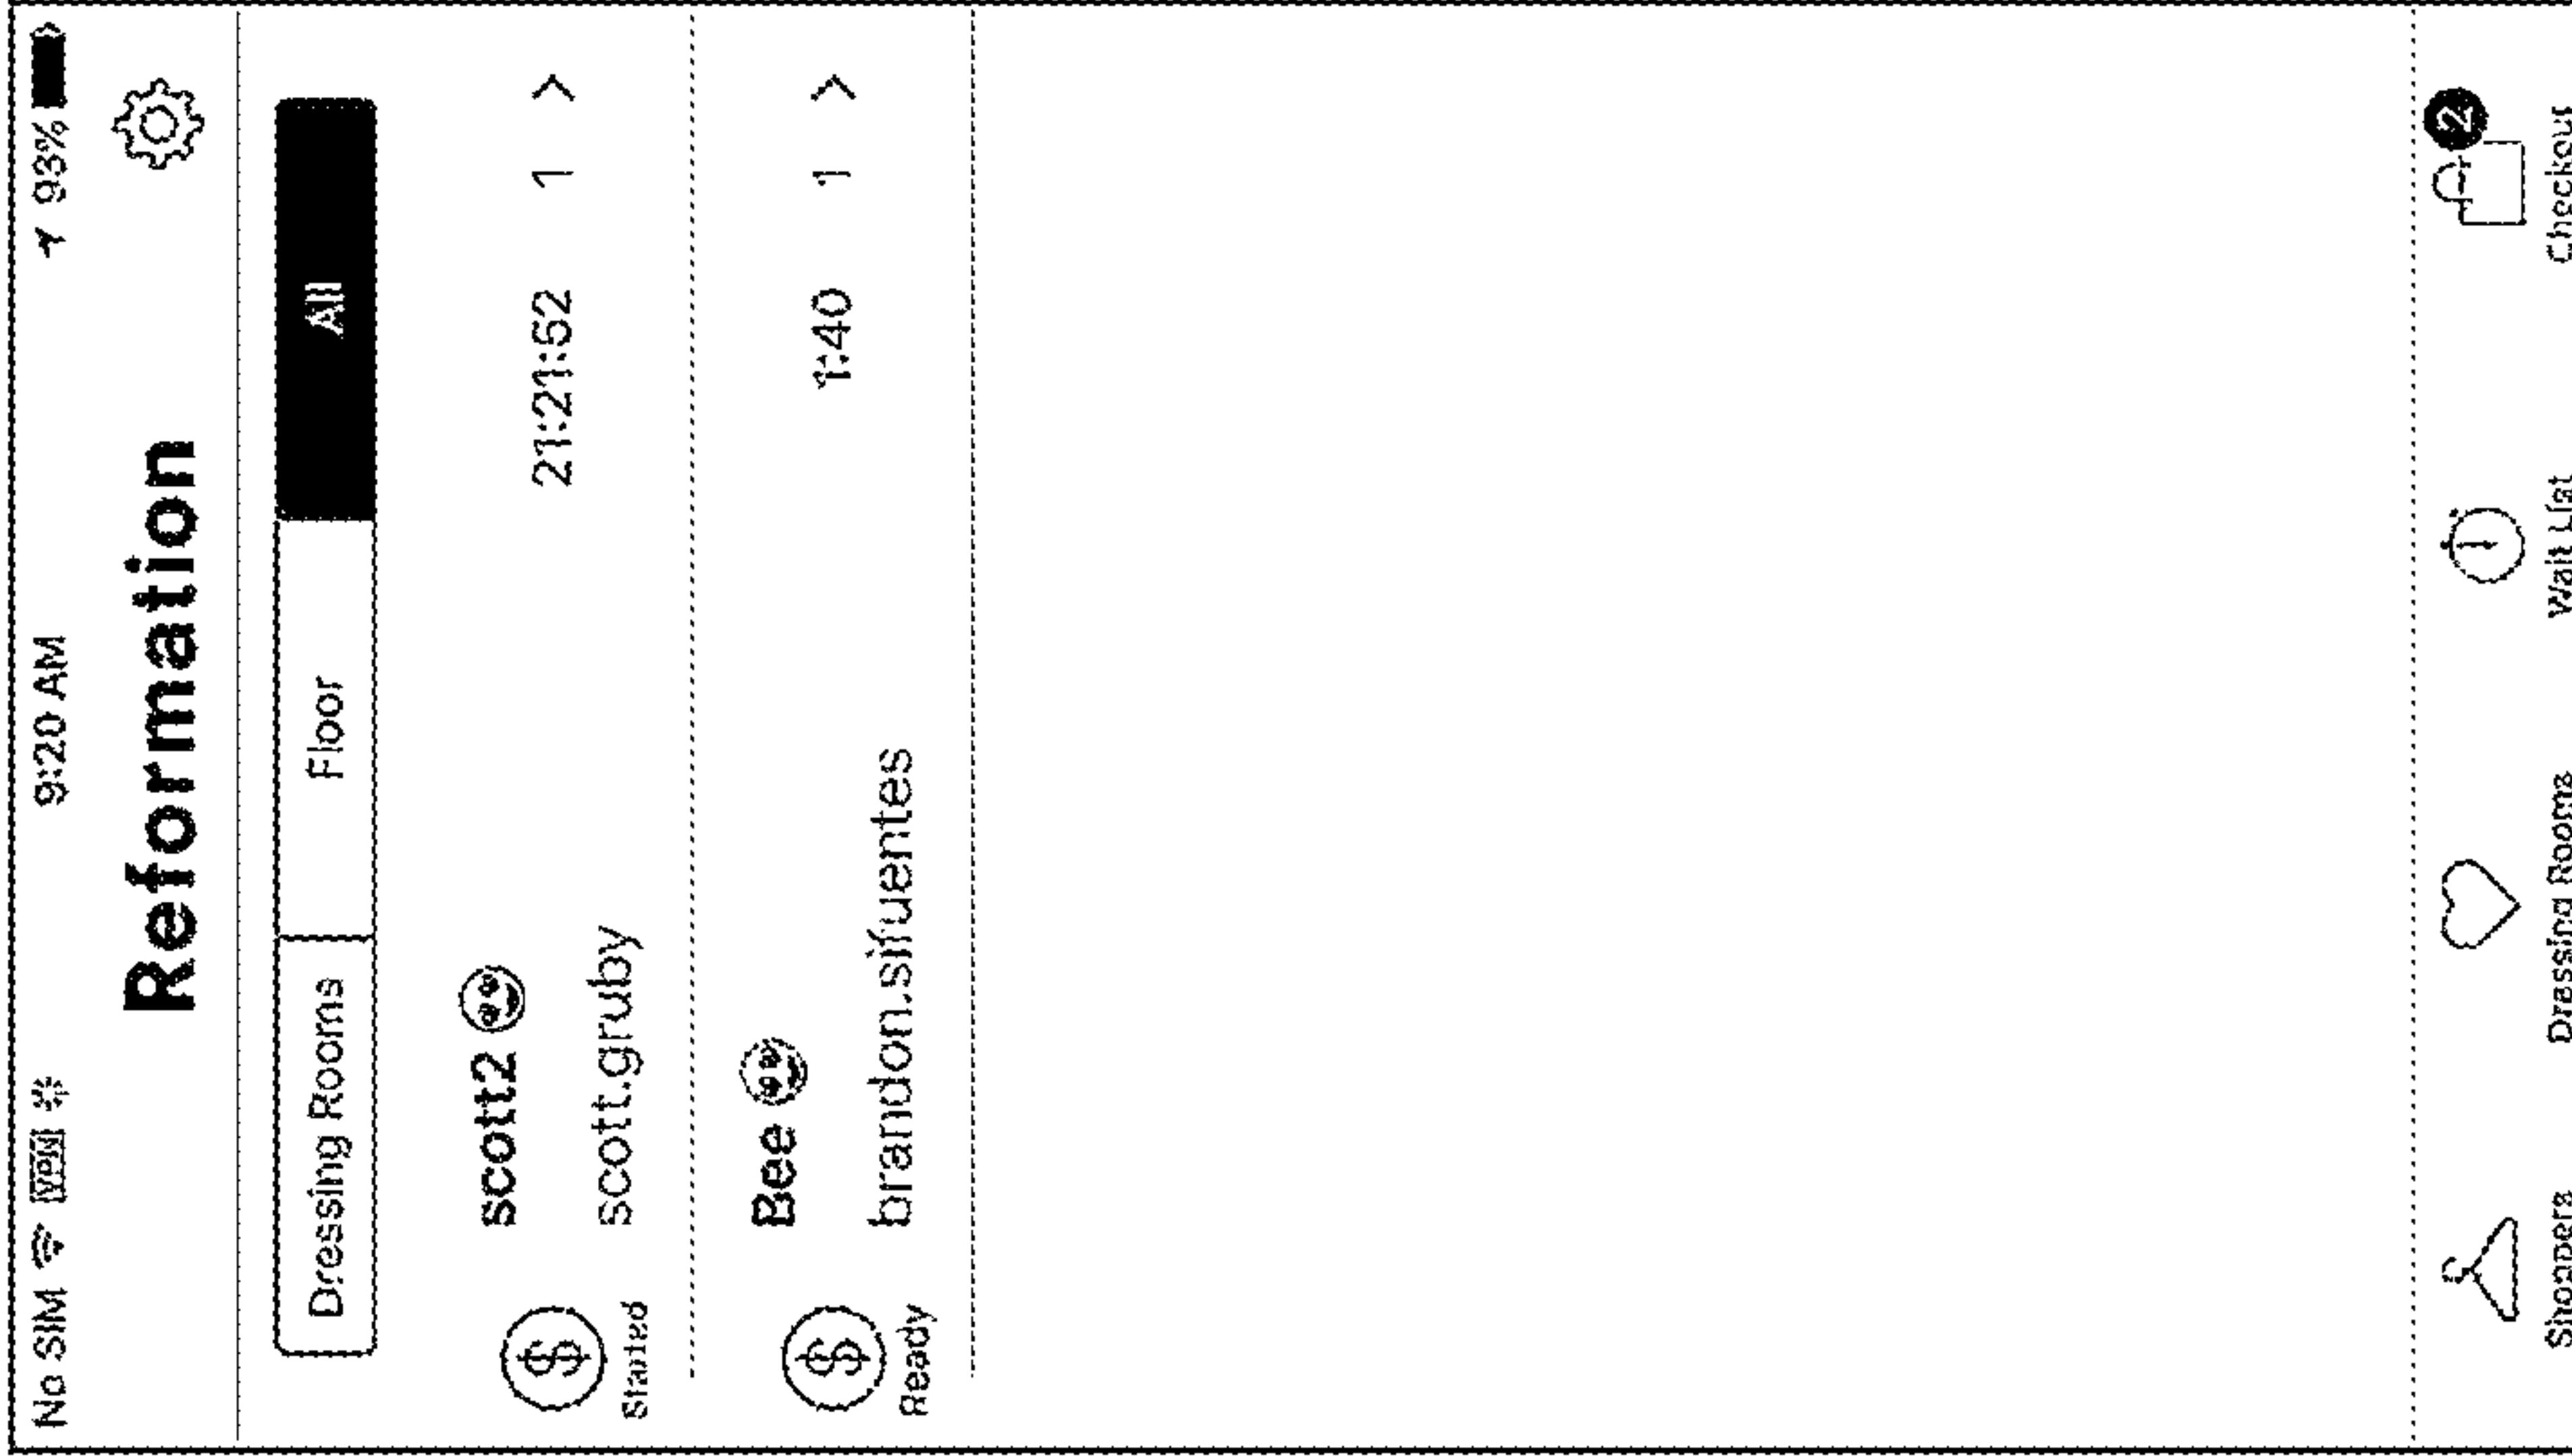 No SIM VPN 9:20 AM 93%
Reformation
Dressing Rooms Floor All
scott2
21:21:52 1 >
scott.gruby
Started
Bee
1:40 1 >
brandon.sifuentes
Ready
2
Shoppers Dressing Rooms Wait List Checkout